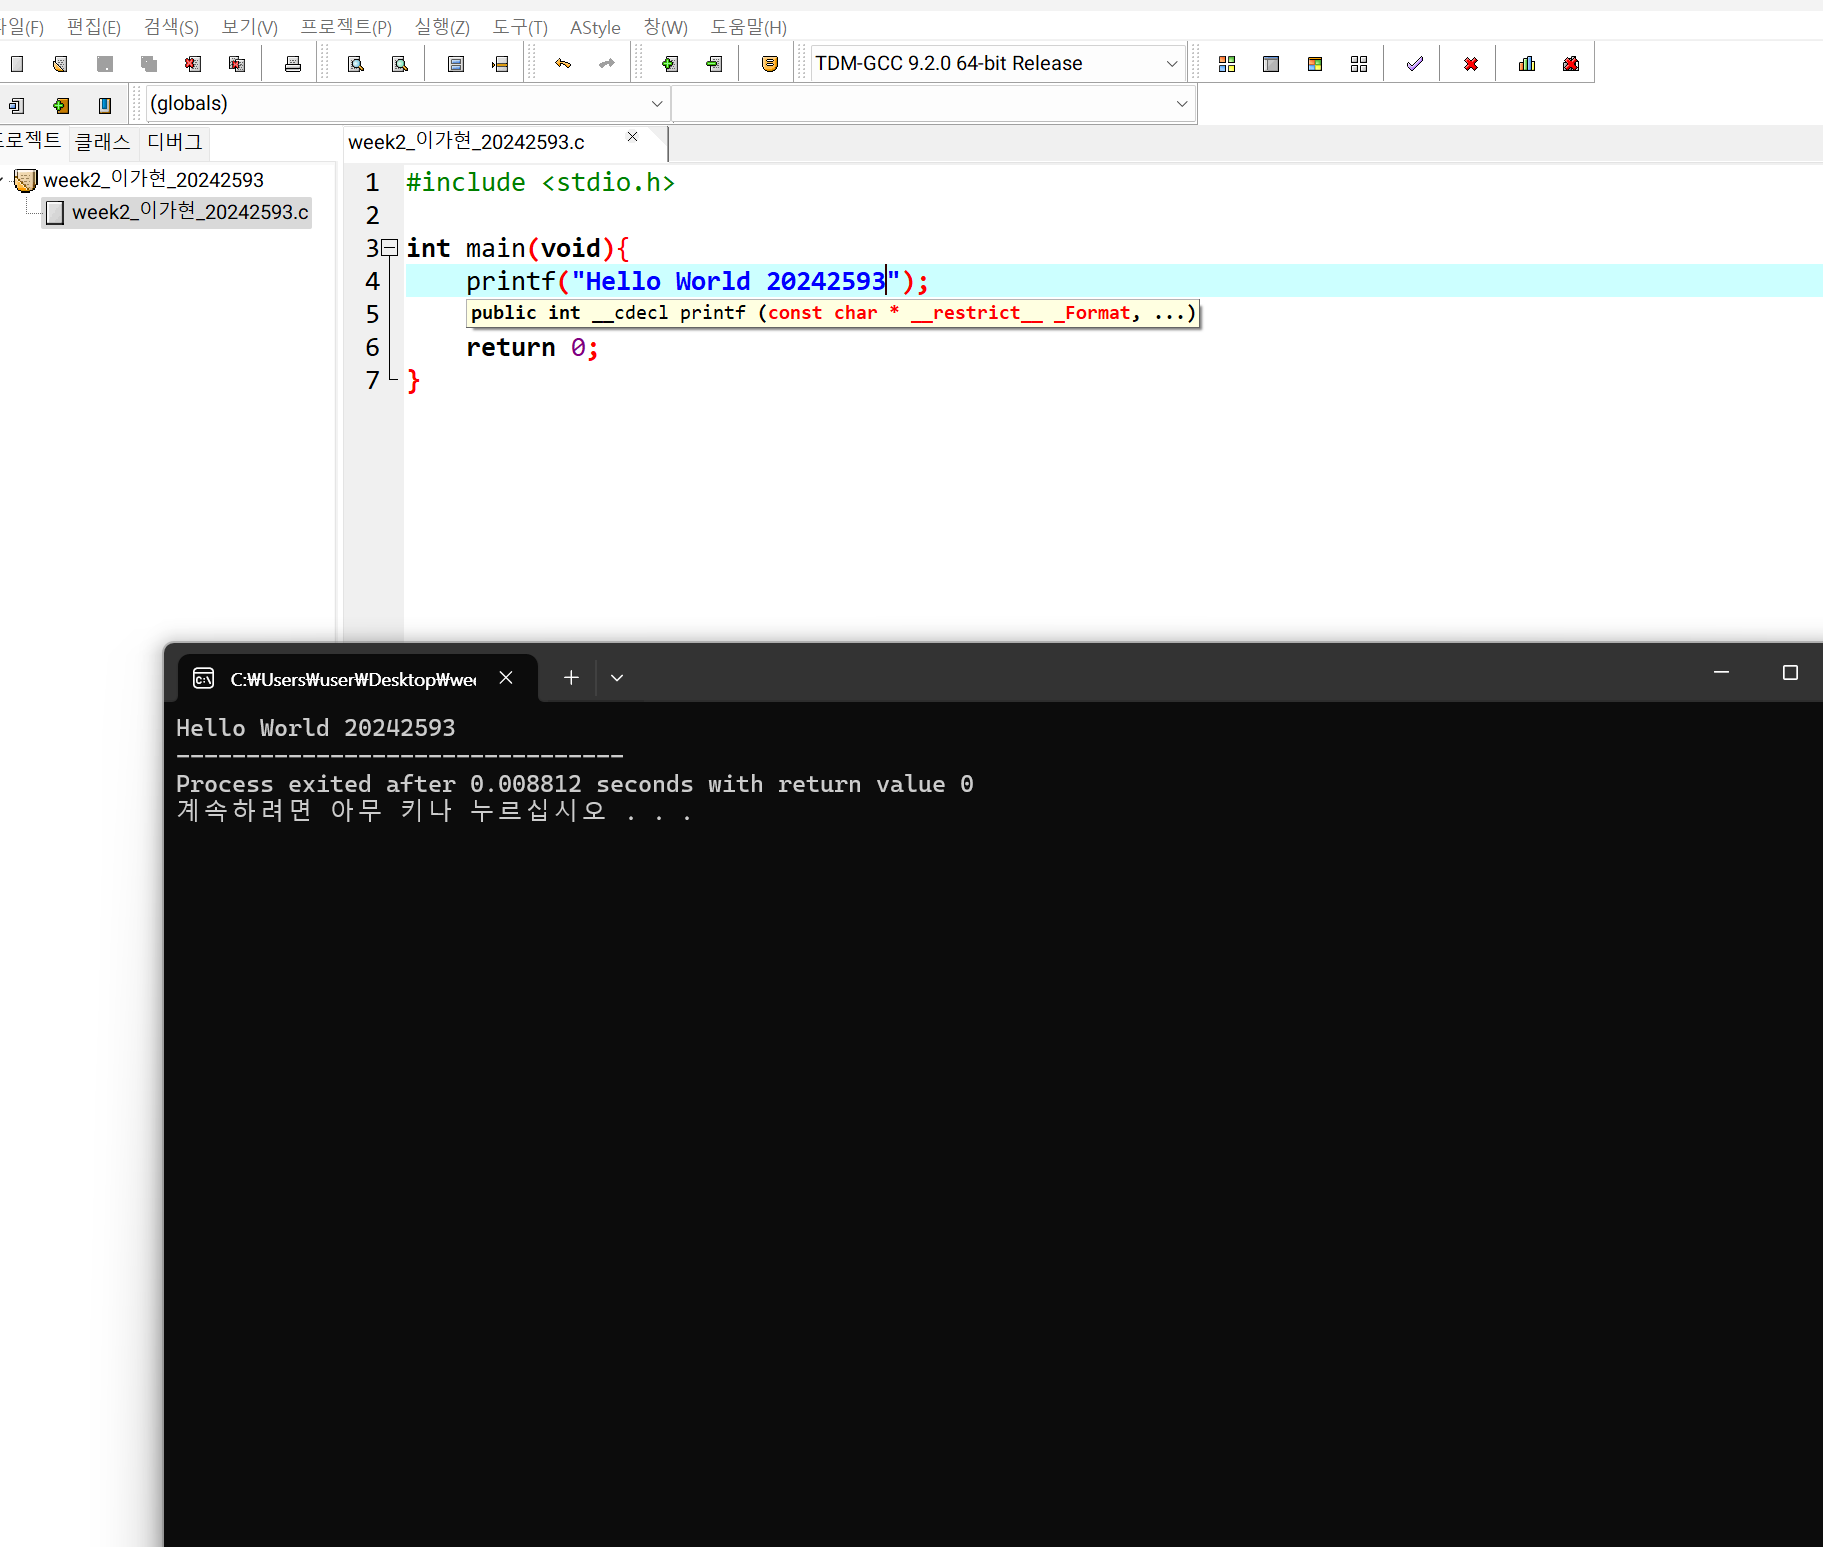 일(F) 편집(E) 검색(S) 보기(V) 프로젝트(P) 실행(Z) 도구(T) AStyle 창(W) 도움말(H)
TDM-GCC 9.2.0 64-bit Release
(globals)
로젝트 클래스 디버그
week2_이가현_20242593.c
week2_이가현_20242593
week2_이가현_20242593.c
1 #include <stdio.h>
2
3 int main(void){
4 printf("Hello World 20242593");
5 public int __cdecl printf (const char * __restrict__ _Format, ...)
6 return 0;
7 }
C:₩Users₩user₩Desktop₩wee
Hello World 20242593
--------------------------------
Process exited after 0.008812 seconds with return value 0
계속하려면 아무 키나 누르십시오 . . .